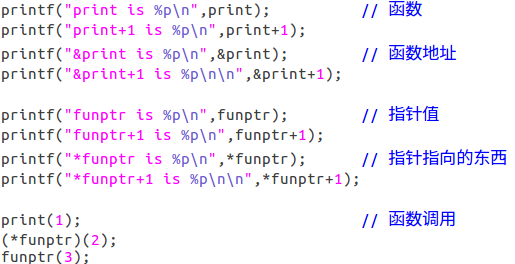 printf("print is %p\n",print); // 函数
printf("print+1 is %p\n",print+1);
printf("&print is %p\n",&print); // 函数地址
printf("&print+1 is %p\n\n",&print+1);
printf("funptr is %p\n",funptr); // 指针值
printf("funptr+1 is %p\n",funptr+1);
printf("*funptr is %p\n",*funptr); // 指针指向的东西
printf("*funptr+1 is %p\n\n",*funptr+1);
print(1); // 函数调用
(*funptr)(2);
funptr(3);